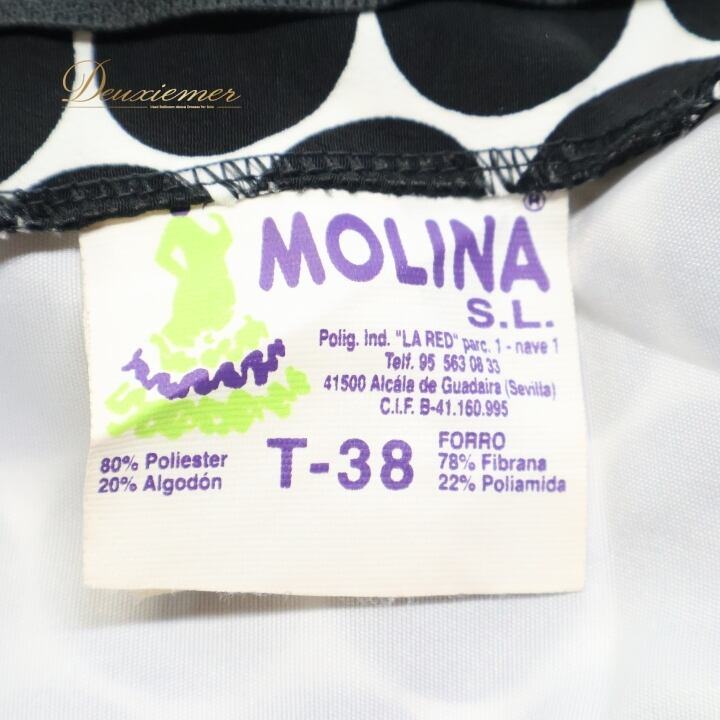 Deuxiemer
MOLINA ®
S.L.
Polig. Ind. "LA RED" parc. 1 - nave 1
Telf. 95 563 08 33
41500 Alcála de Guadaira (Sevilla)
C.I.F. B-41.160.995
80% Poliester
20% Algodón
T-38
FORRO
78% Fibrana
22% Poliamida